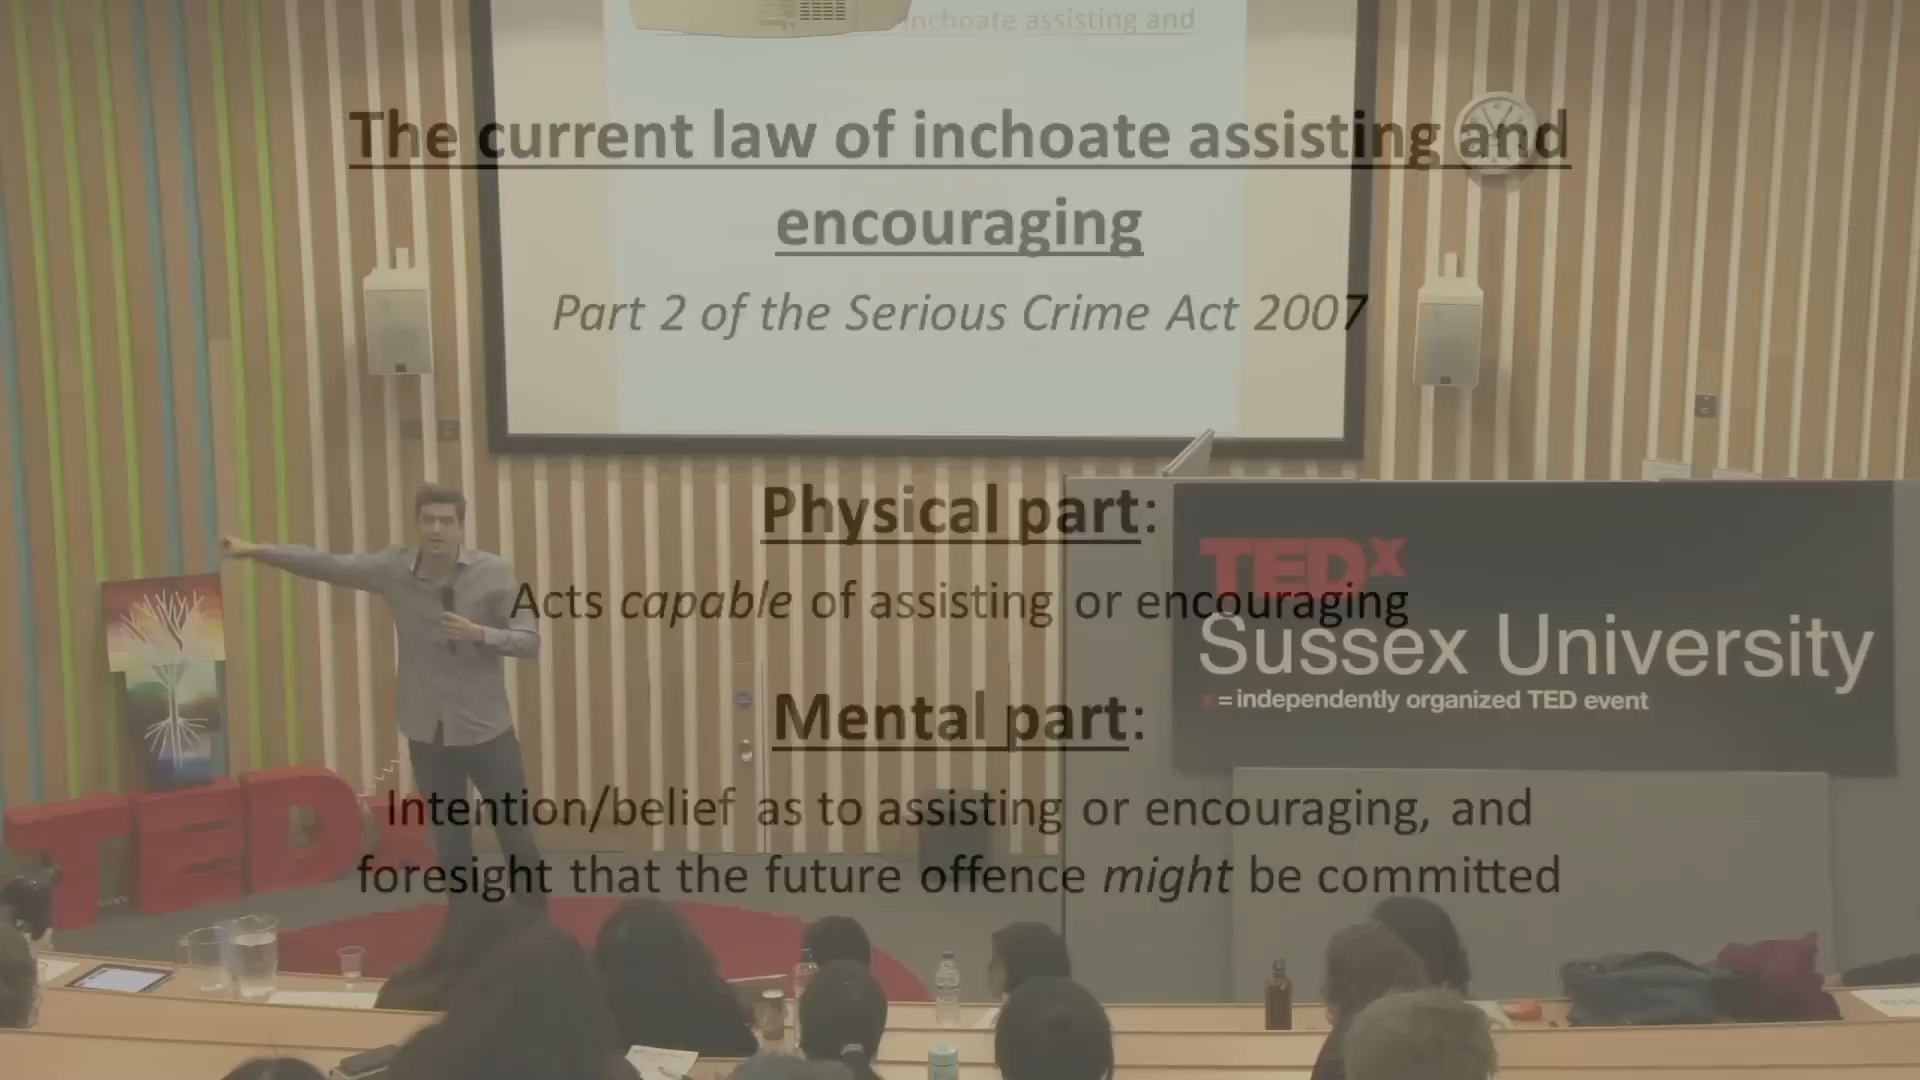 inchoate assisting and
The current law of inchoate assisting and
encouraging
Part 2 of the Serious Crime Act 2007
Physical part:
Acts capable of assisting or encouraging
Mental part:
Intention/belief as to assisting or encouraging, and
foresight that the future offence might be committed
TEDx
Sussex University
x = independently organized TED event
TEDx